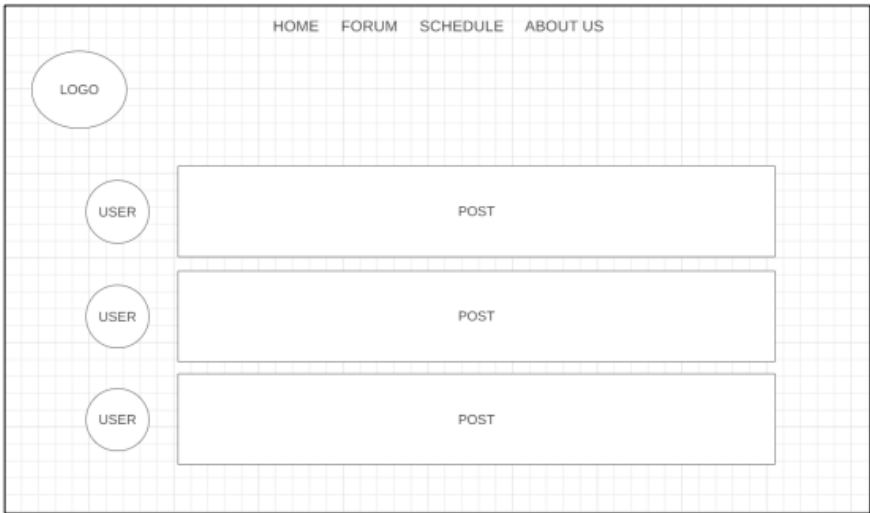 HOME FORUM SCHEDULE ABOUT US
LOGO
USER POST
USER POST
USER POST